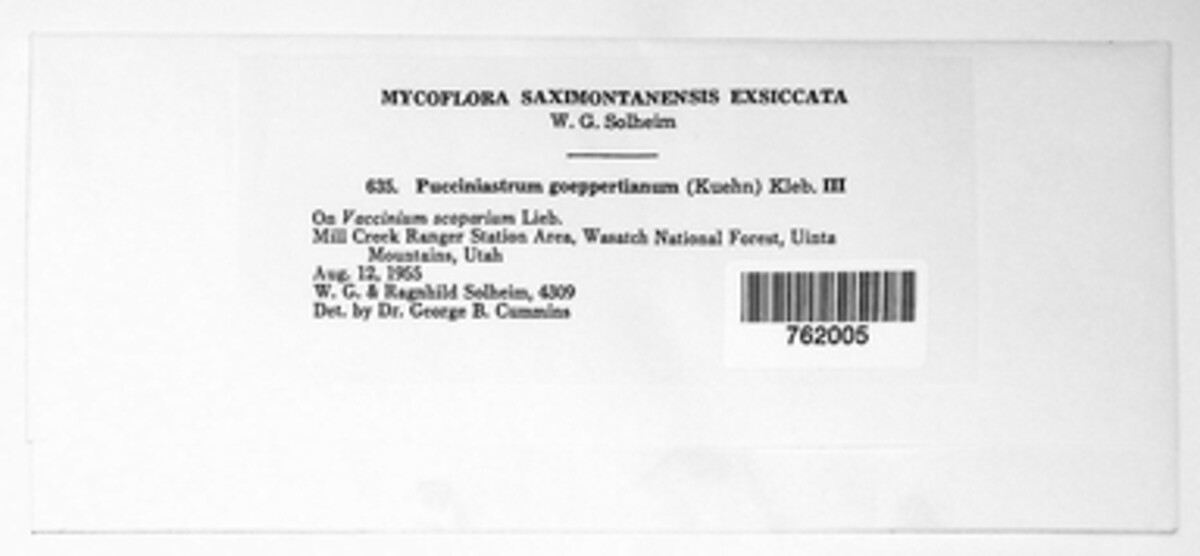 MYCOFLORA SAXIMONTANENSIS EXSICCATA
W. G. Solheim
635. Pucciniastrum goeppertianum (Kuehn) Kleb. III
On Vaccinium scoparium Lieb.
Mill Creek Ranger Station Area, Wasatch National Forest, Uinta
Mountains, Utah
Aug. 12, 1955
W. G. & Ragnhild Solheim, 4309
Det. by Dr. George B. Cummins
762005